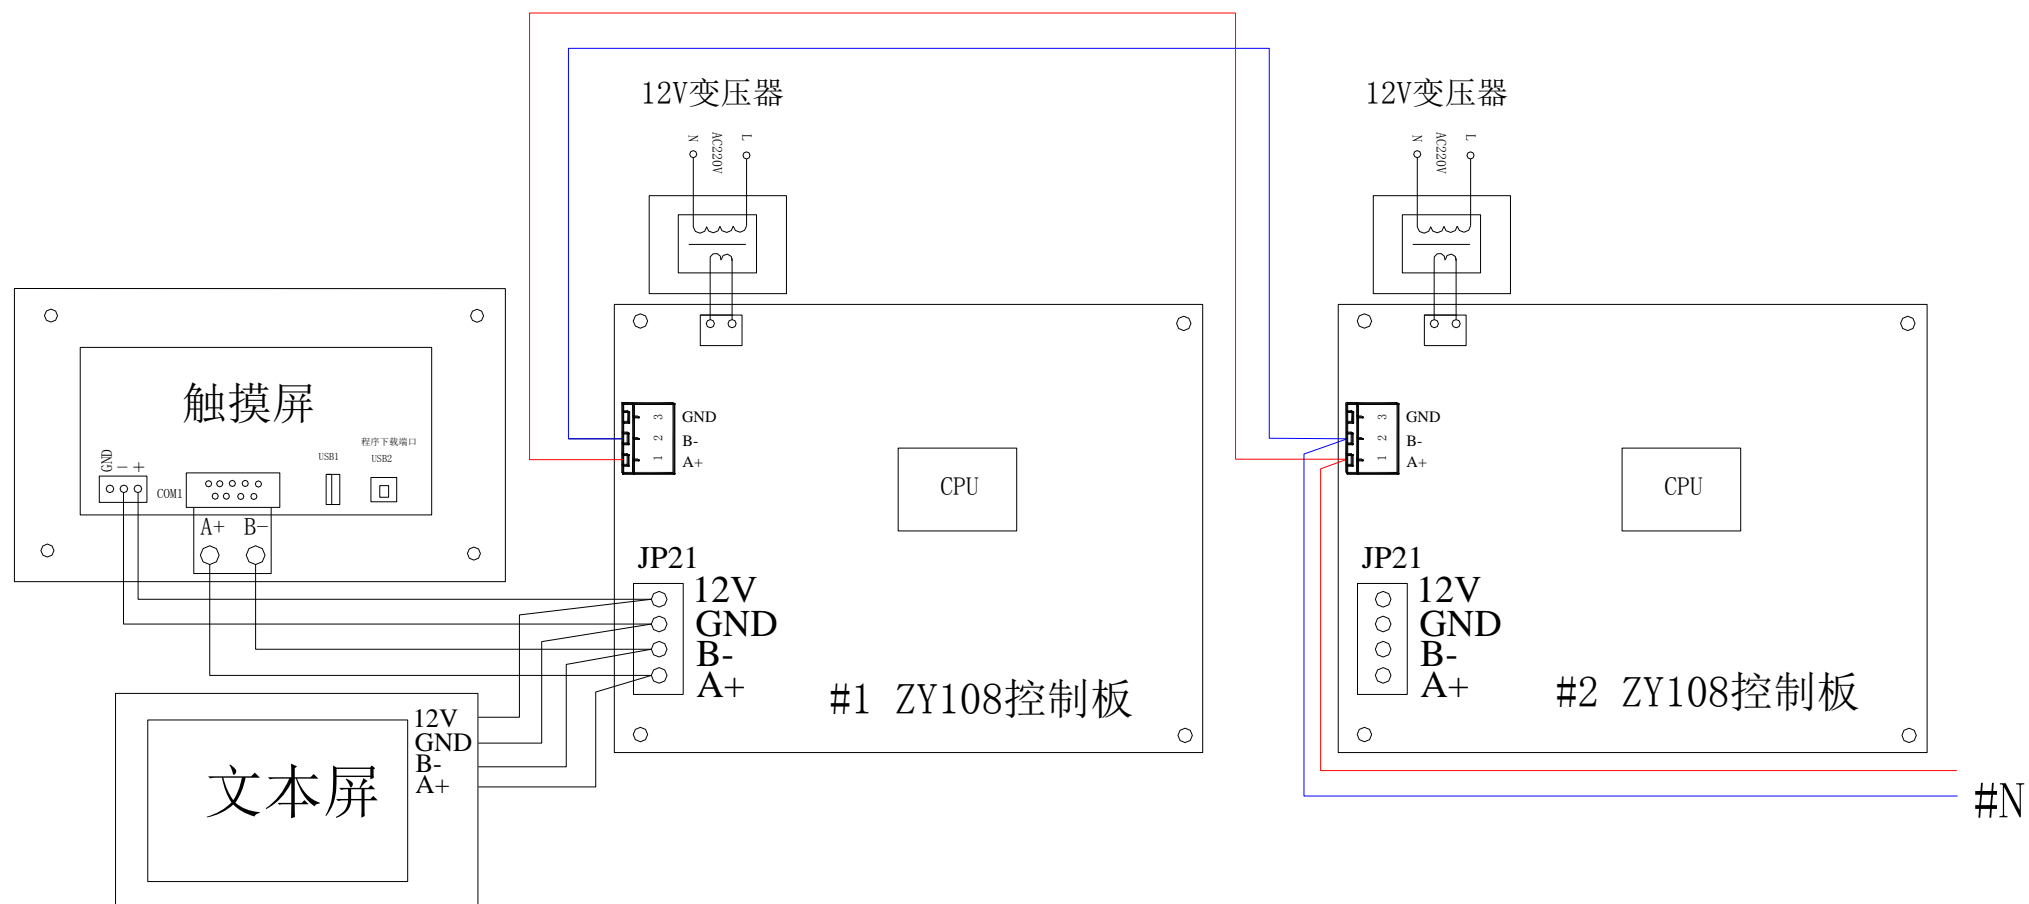 12V变压器
12V变压器
N
AC220V
L
N
AC220V
L
触摸屏
程序下载端口
GND
-
+
COM1
USB1
USB2
A+
B-
3
GND
2
B-
1
A+
CPU
JP21
12V
GND
B-
A+
#1 ZY108控制板
3
GND
2
B-
1
A+
CPU
JP21
12V
GND
B-
A+
#2 ZY108控制板
文本屏
12V
GND
B-
A+
#N